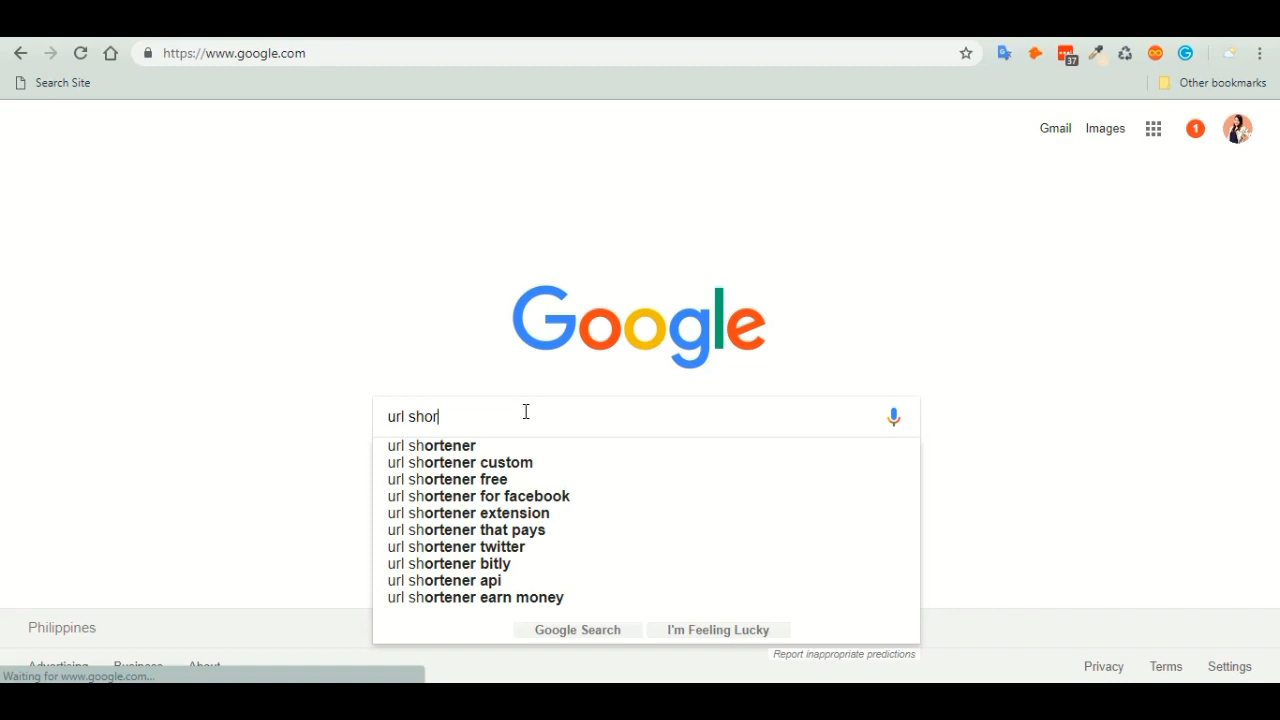 https://www.google.com
37
Search Site
Other bookmarks
Gmail Images 1
Google
url shor
url shortener
url shortener custom
url shortener free
url shortener for facebook
url shortener extension
url shortener that pays
url shortener twitter
url shortener bitly
url shortener api
url shortener earn money
Google Search I'm Feeling Lucky
Report inappropriate predictions
Philippines
Advertising Business About
Privacy Terms Settings
Waiting for www.google.com...